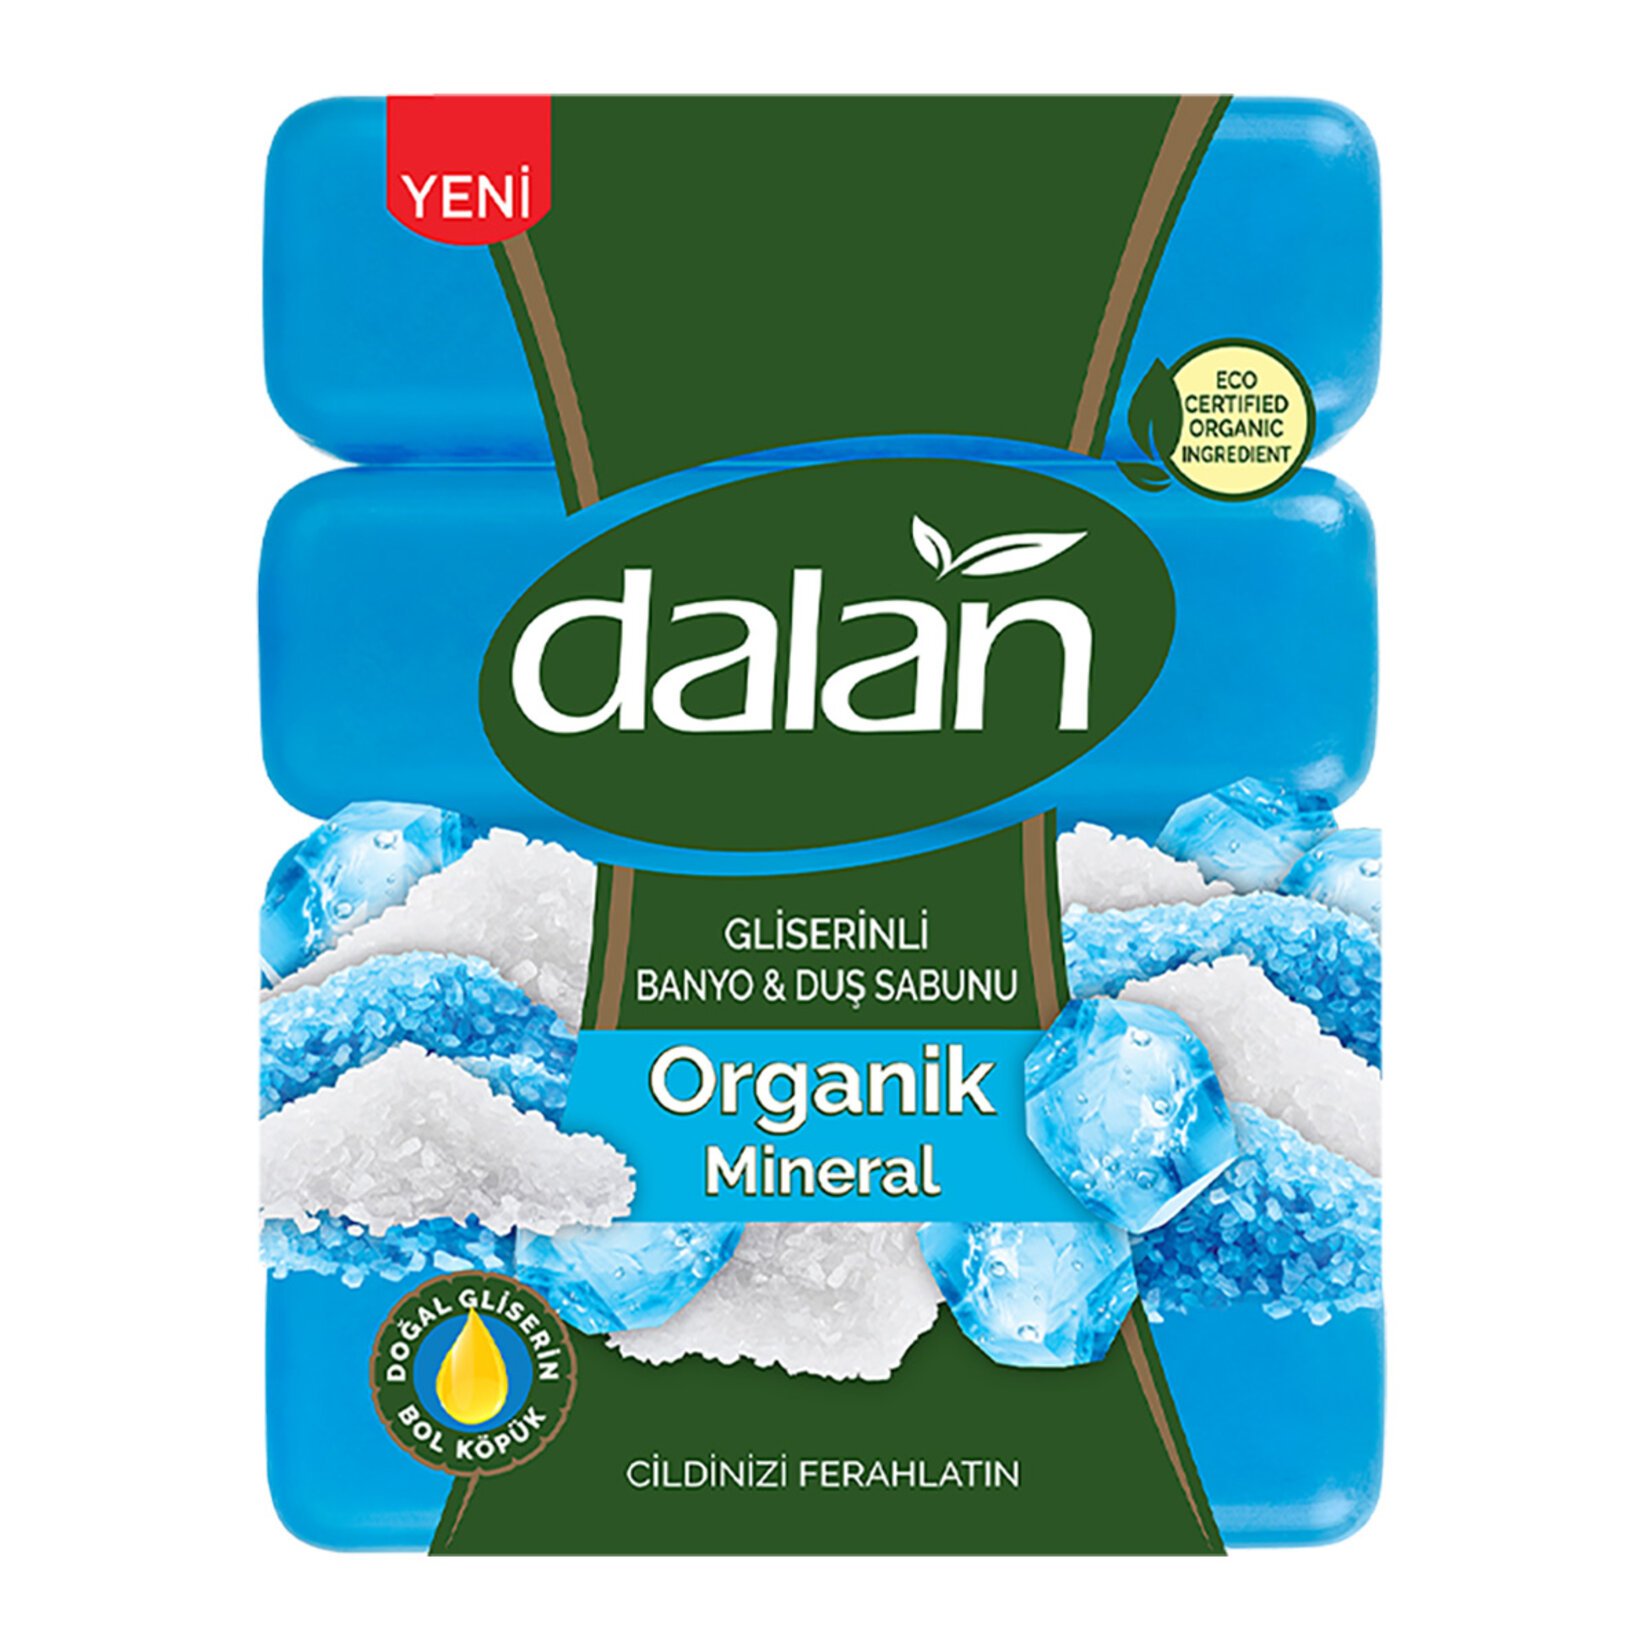 YENİ
ECO
CERTIFIED
ORGANIC
INGREDIENT
dalan
GLİSERİNLİ
BANYO & DUŞ SABUNU
Organik
Mineral
DOĞAL GLİSERİN
BOL KÖPÜK
CİLDİNİZİ FERAHLATIN